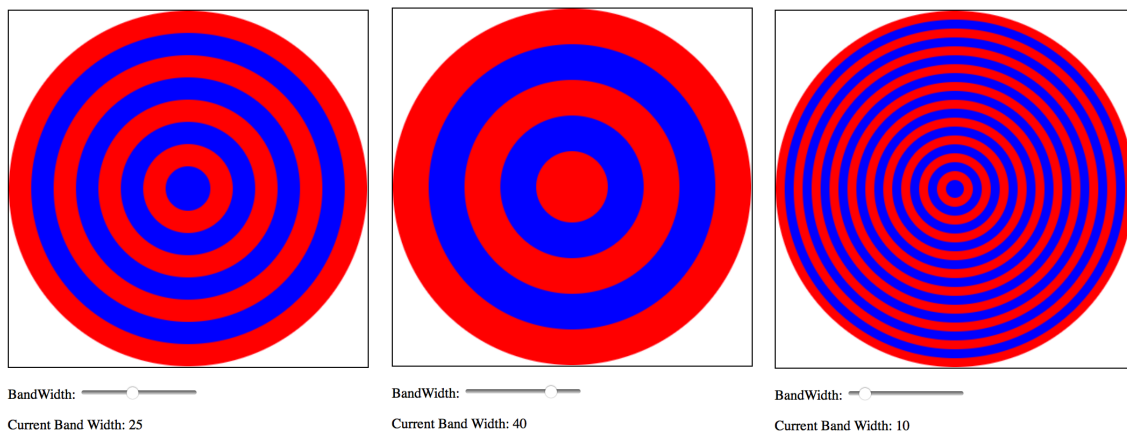 BandWidth:
Current Band Width: 25
BandWidth:
Current Band Width: 40
BandWidth:
Current Band Width: 10